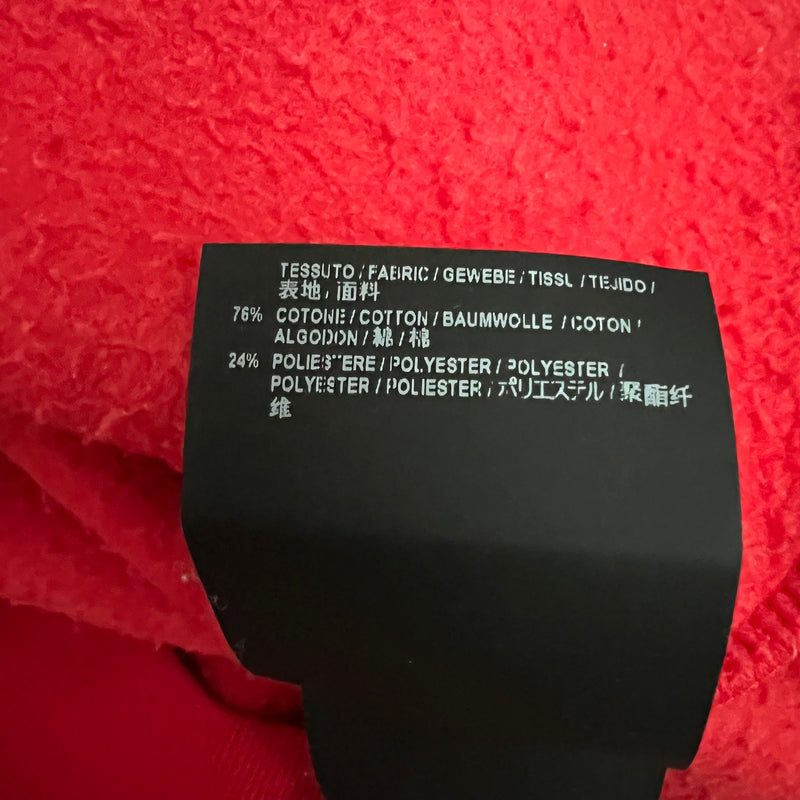 TESSUTO / FABRIC / GEWEBE / TISSU / TEJIDO /
表地 / 面料
76% COTONE / COTTON / BAUMWOLLE / COTON /
ALGODON / 綿 / 棉
24% POLIESTERE / POLYESTER / POLYESTER /
POLYESTER / POLIESTER / ポリエステル / 聚酯纤
维